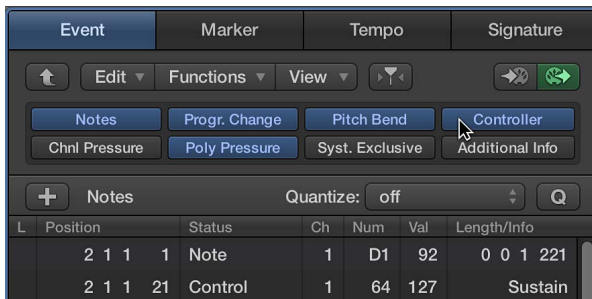 Event Marker Tempo Signature
Edit Functions View
Notes Progr. Change Pitch Bend Controller
Chnl Pressure Poly Pressure Syst. Exclusive Additional Info
Notes Quantize: off Q
L Position Status Ch Num Val Length/Info
2 1 1 1 Note 1 D1 92 0 0 1 221
2 1 1 21 Control 1 64 127 Sustain